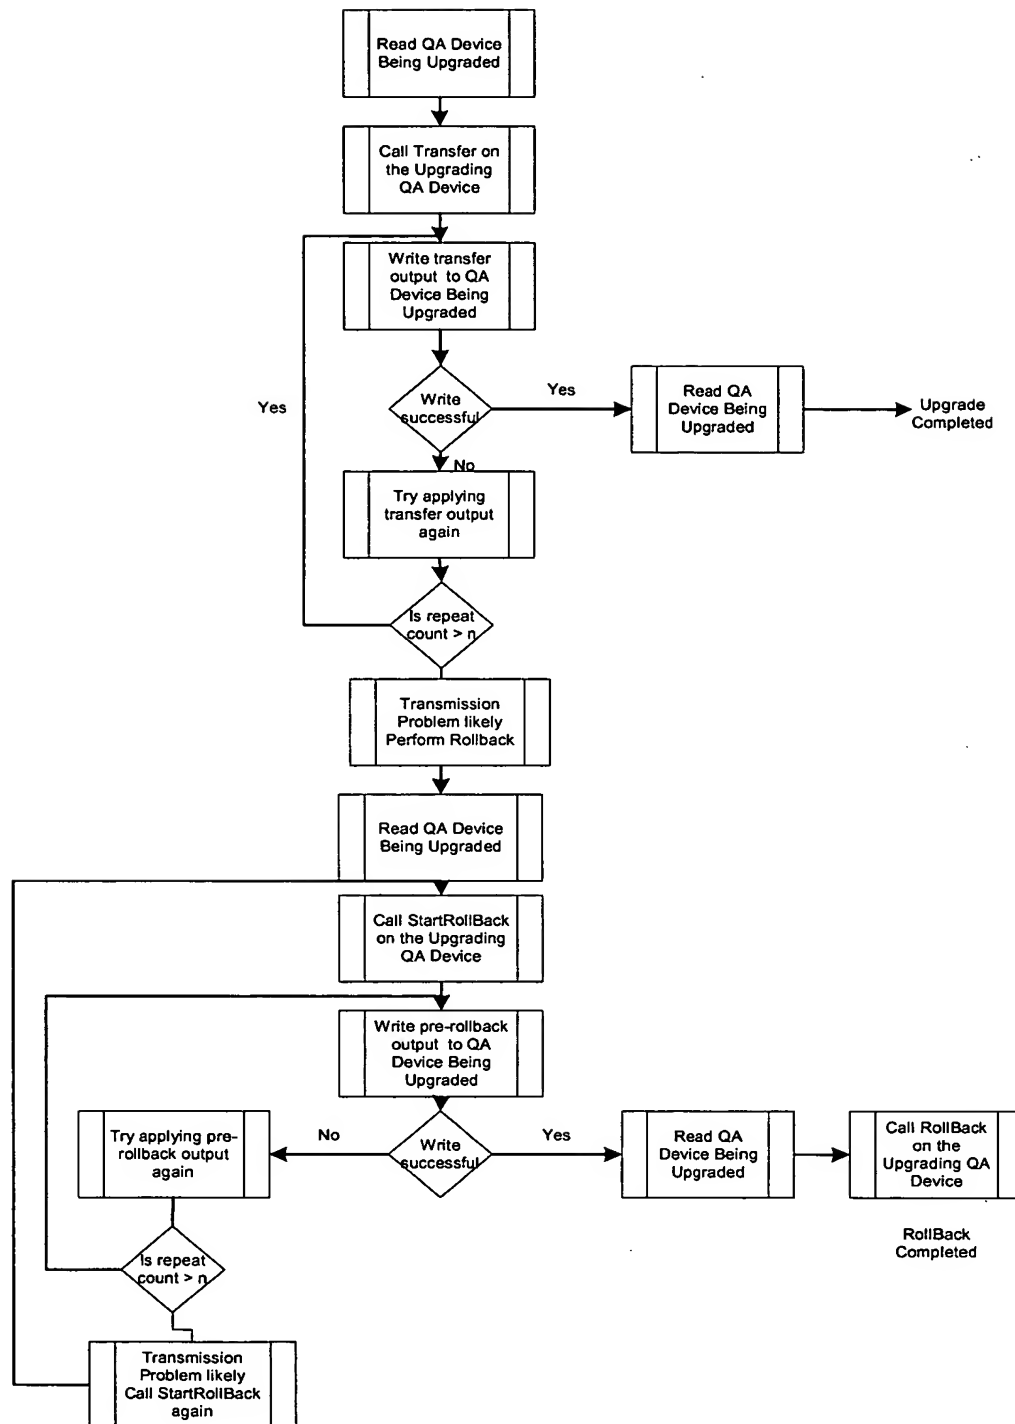 Read QA Device
Being Upgraded
Call Transfer on
the Upgrading
QA Device
Write transfer
output to QA
Device Being
Upgraded
Write
successful
Yes
Read QA
Device Being
Upgraded
Upgrade
Completed
Yes
No
Try applying
transfer output
again
Is repeat
count > n
Transmission
Problem likely
Perform Rollback
Read QA Device
Being Upgraded
Call StartRollBack
on the Upgrading
QA Device
Write pre-rollback
output to QA
Device Being
Upgraded
Try applying pre-
rollback output
again
No
Write
successful
Yes
Read QA
Device Being
Upgraded
Call RollBack
on the
Upgrading QA
Device
RollBack
Completed
Is repeat
count > n
Transmission
Problem likely
Call StartRollBack
again